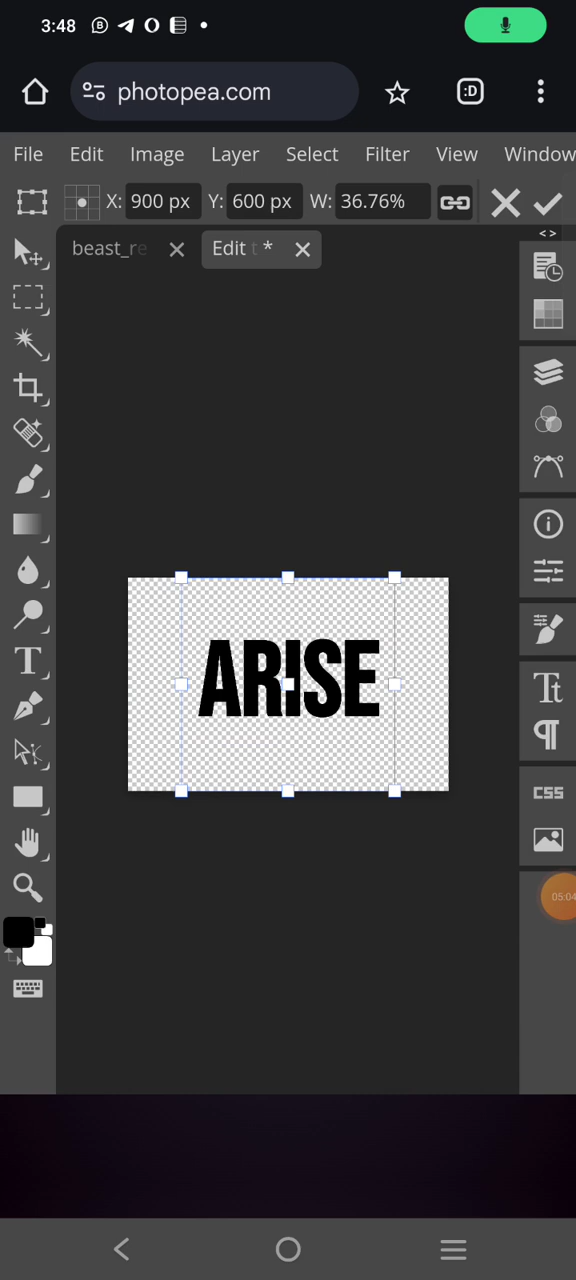 3:48
photopea.com
:D
File Edit Image Layer Select Filter View Window
X: 900 px Y: 600 px W: 36.76%
beast_re Edit t *
< >
ARISE
T
Tt
CSS
05:04